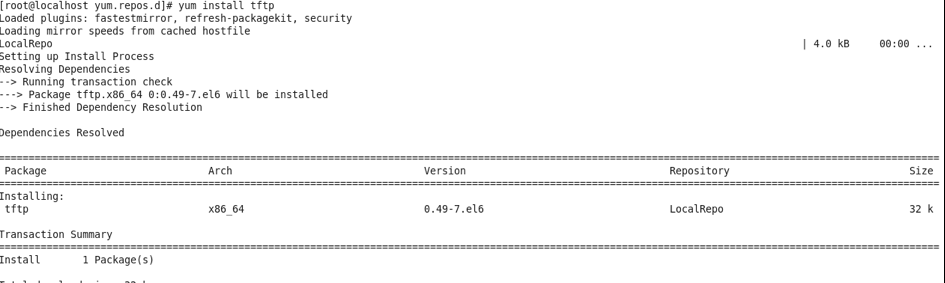 [root@localhost yum.repos.d]# yum install tftp
Loaded plugins: fastestmirror, refresh-packagekit, security
Loading mirror speeds from cached hostfile
LocalRepo | 4.0 kB 00:00 ...
Setting up Install Process
Resolving Dependencies
--> Running transaction check
---> Package tftp.x86_64 0:0.49-7.el6 will be installed
--> Finished Dependency Resolution
Dependencies Resolved
Package Arch Version Repository Size
Installing:
tftp x86_64 0.49-7.el6 LocalRepo 32 k
Transaction Summary
Install 1 Package(s)